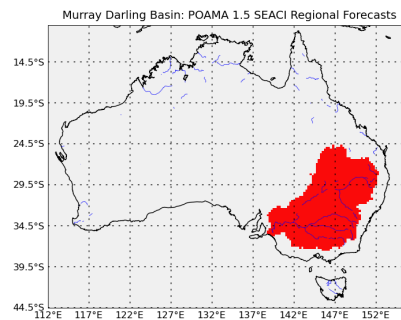 Murray Darling Basin: POAMA 1.5 SEACI Regional Forecasts
14.5°S
19.5°S
24.5°S
29.5°S
34.5°S
39.5°S
44.5°S
112°E 117°E 122°E 127°E 132°E 137°E 142°E 147°E 152°E